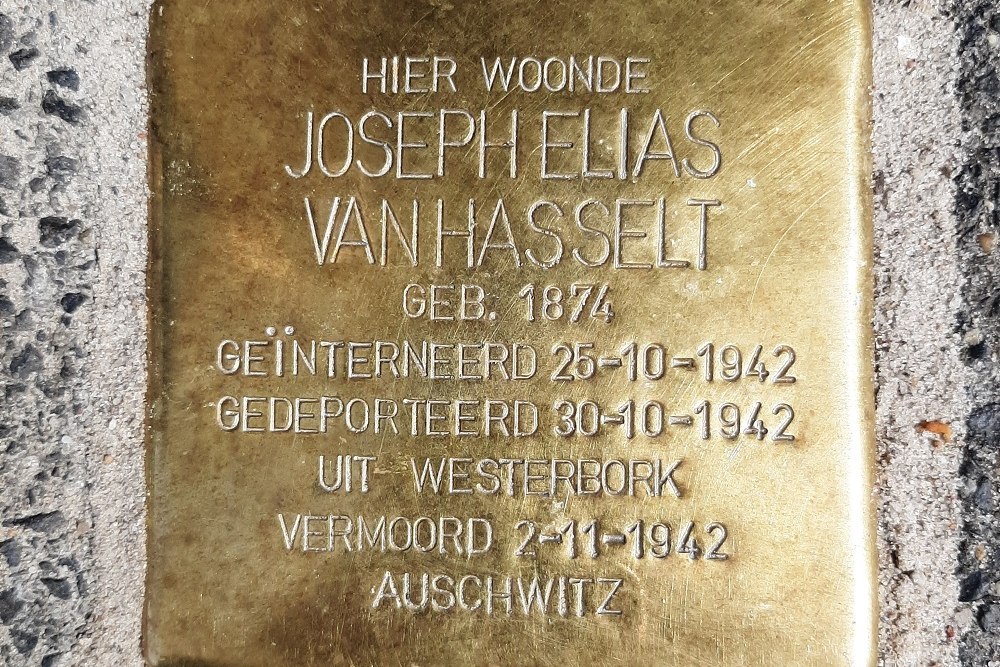 HIER WOONDE
JOSEPH ELIAS
VAN HASSELT
GEB. 1874
GEÏNTERNEERD 25-10-1942
GEDEPORTEERD 30-10-1942
UIT WESTERBORK
VERMOORD 2-11-1942
AUSCHWITZ